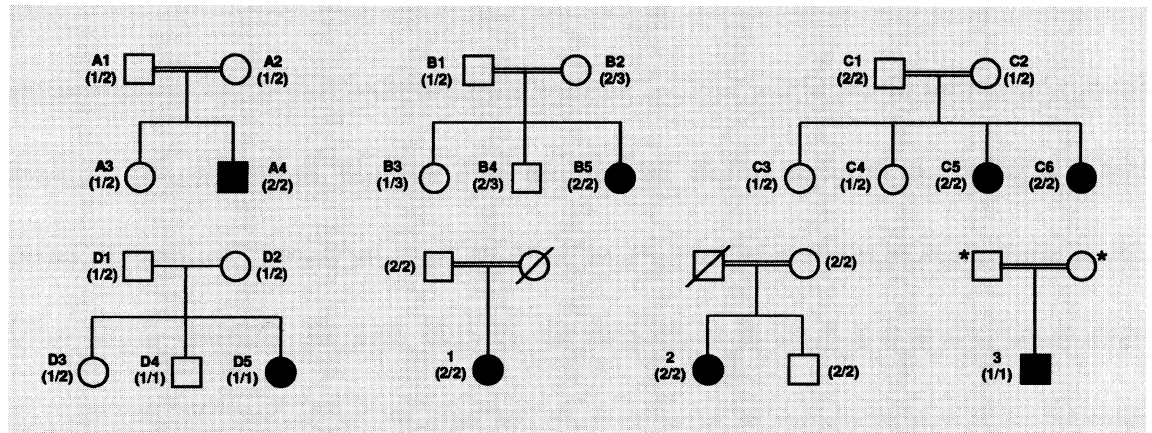 A1
(1/2)
A2
(1/2)
A3
(1/2)
A4
(2/2)
B1
(1/2)
B2
(2/3)
B3
(1/3)
B4
(2/3)
B5
(2/2)
C1
(2/2)
C2
(1/2)
C3
(1/2)
C4
(1/2)
C5
(2/2)
C6
(2/2)
D1
(1/2)
D2
(1/2)
D3
(1/2)
D4
(1/1)
D5
(1/1)
(2/2)
1
(2/2)
(2/2)
2
(2/2)
(2/2)
*
*
3
(1/1)